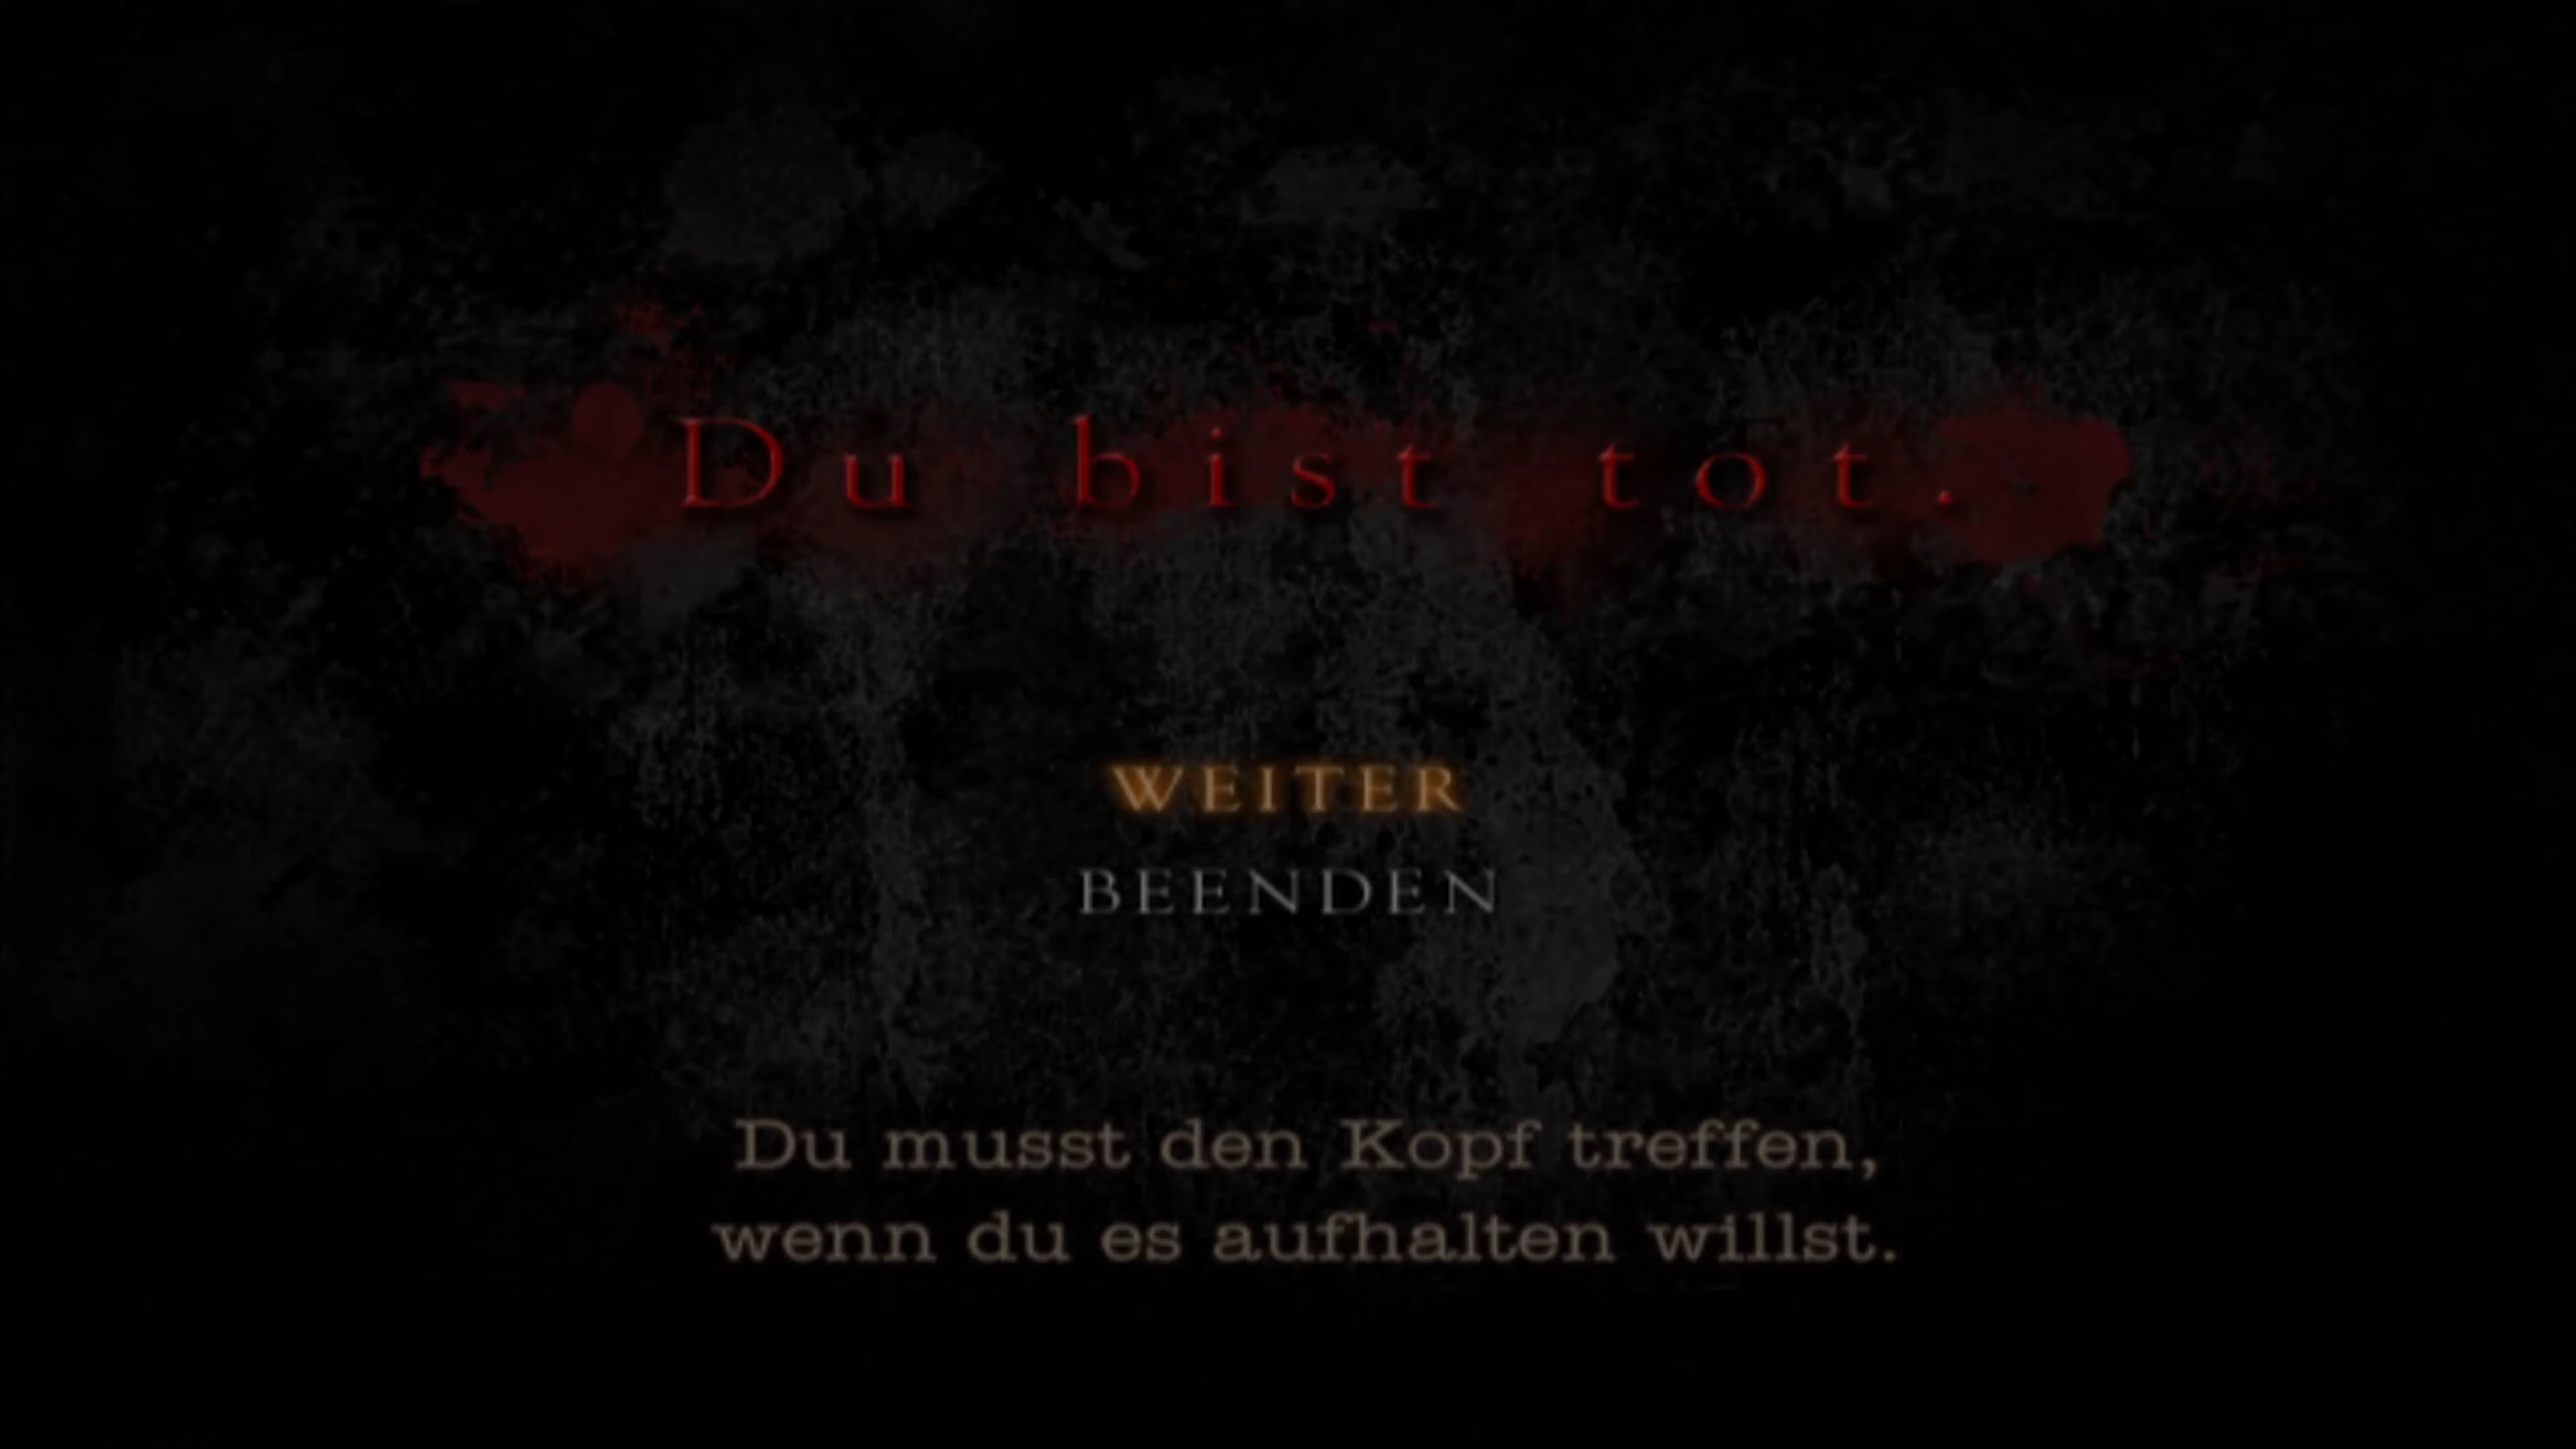 Du bist tot.
WEITER
BEENDEN
Du musst den Kopf treffen,
wenn du es aufhalten willst.